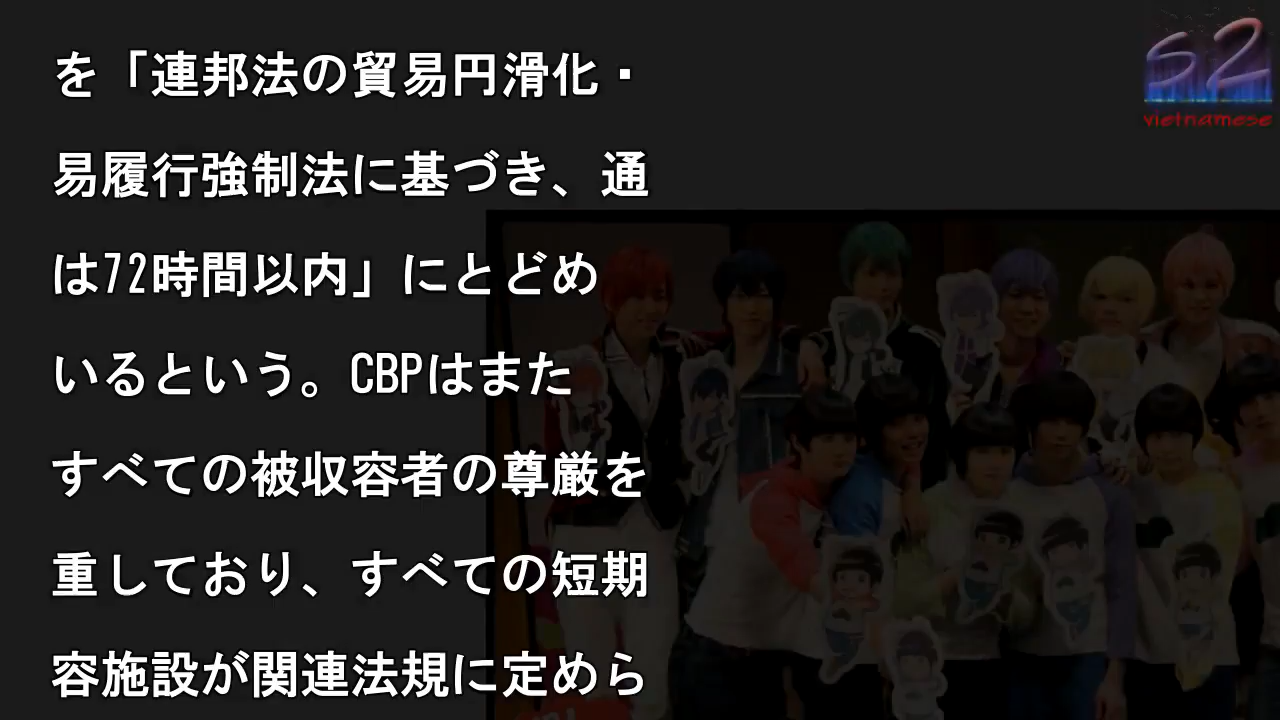 を「連邦法の貿易円滑化・
易履行強制法に基づき、通
は72時間以内」にとどめ
いるという。CBPはまた
すべての被収容者の尊厳を
重しており、すべての短期
容施設が関連法規に定めら
S2
vietnamese